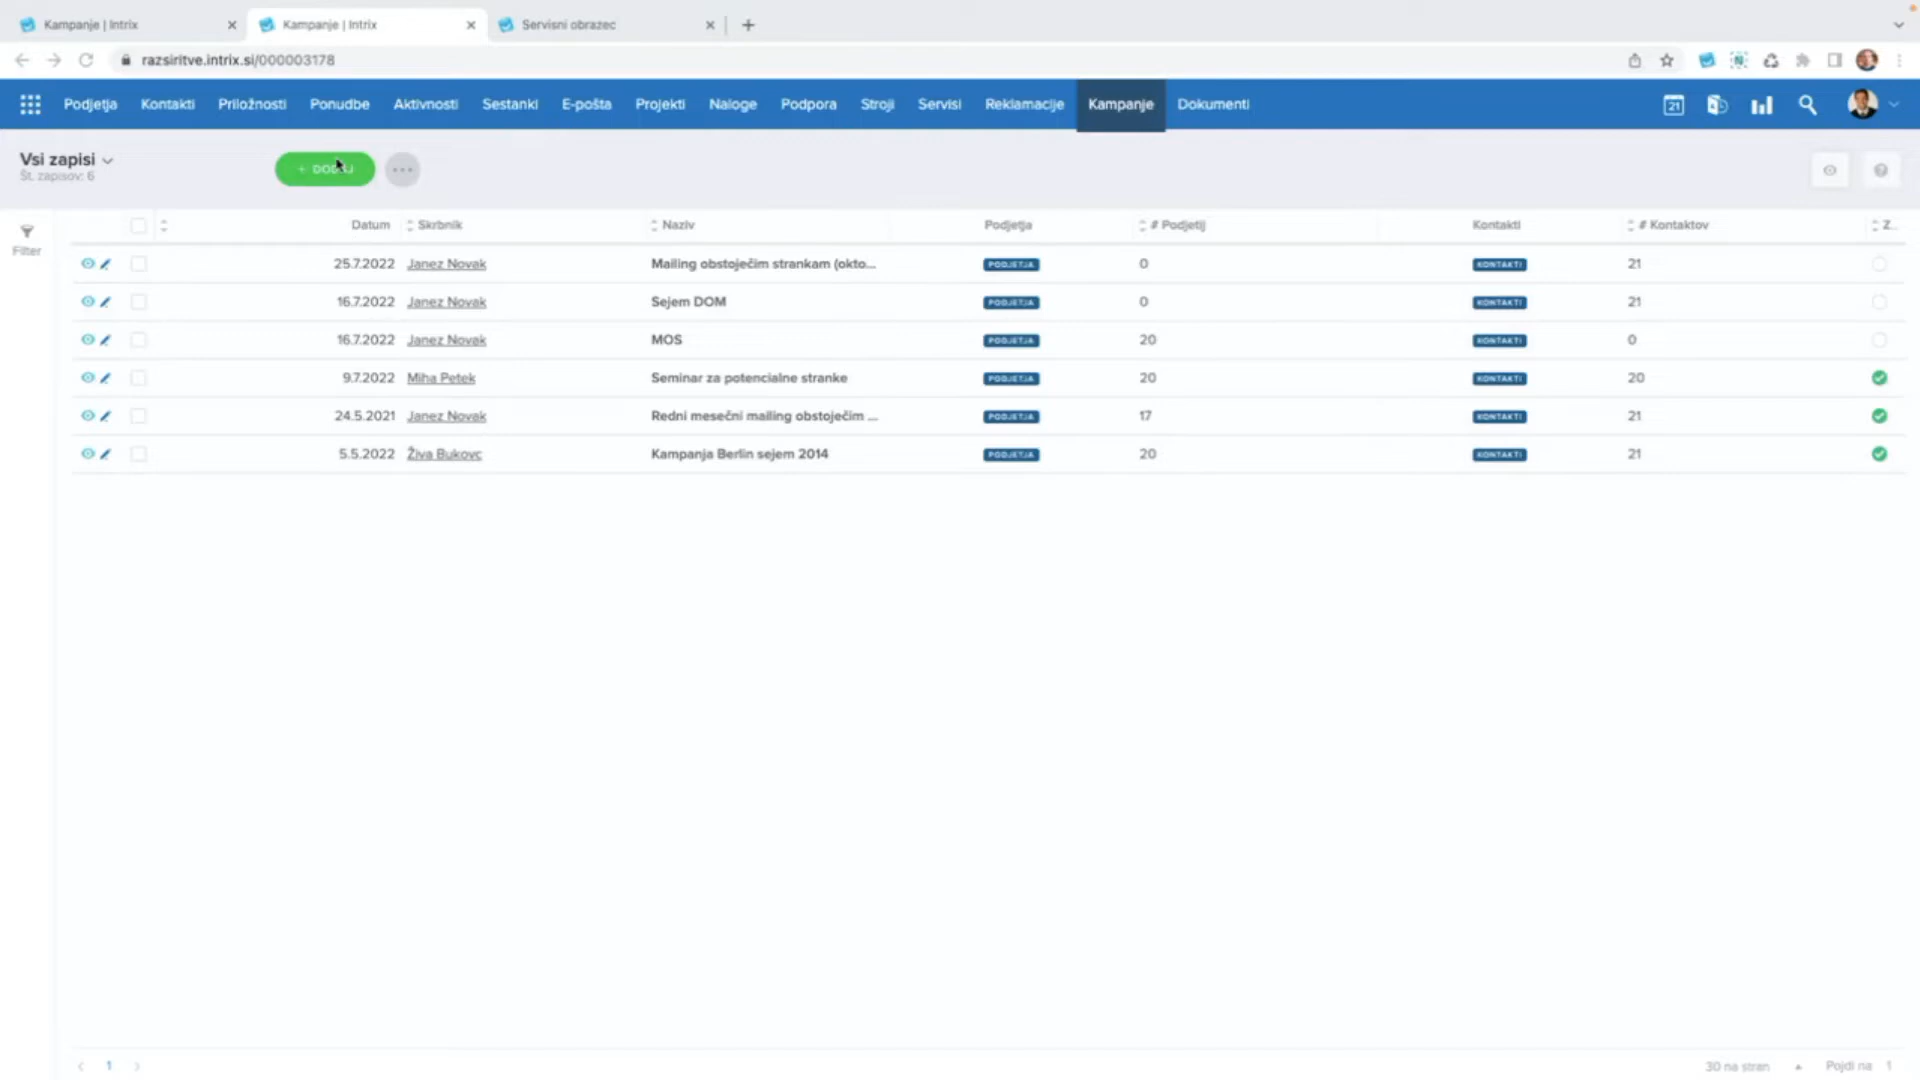 Kampanje | Intrix
Kampanje | Intrix
Servisni obrazec
razsiritve.intrix.si/000003178
Podjetja Kontakti Priložnosti Ponudbe Aktivnosti Sestanki E-pošta Projekti Naloge Podpora Stroji Servisi Reklamacije Kampanje Dokumenti 21
Vsi zapisi
Št. zapisov: 6
+ DODAJ
Filter
Datum Skrbnik Naziv Podjetja # Podjetij Kontakti # Kontaktov Z...
25.7.2022 Janez Novak Mailing obstoječim strankam (okto... PODJETJA 0 KONTAKTI 21
16.7.2022 Janez Novak Sejem DOM PODJETJA 0 KONTAKTI 21
16.7.2022 Janez Novak MOS PODJETJA 20 KONTAKTI 0
9.7.2022 Miha Petek Seminar za potencialne stranke PODJETJA 20 KONTAKTI 20
24.5.2021 Janez Novak Redni mesečni mailing obstoječim ... PODJETJA 17 KONTAKTI 21
5.5.2022 Živa Bukovc Kampanja Berlin sejem 2014 PODJETJA 20 KONTAKTI 21
1
30 na stran Pojdi na 1